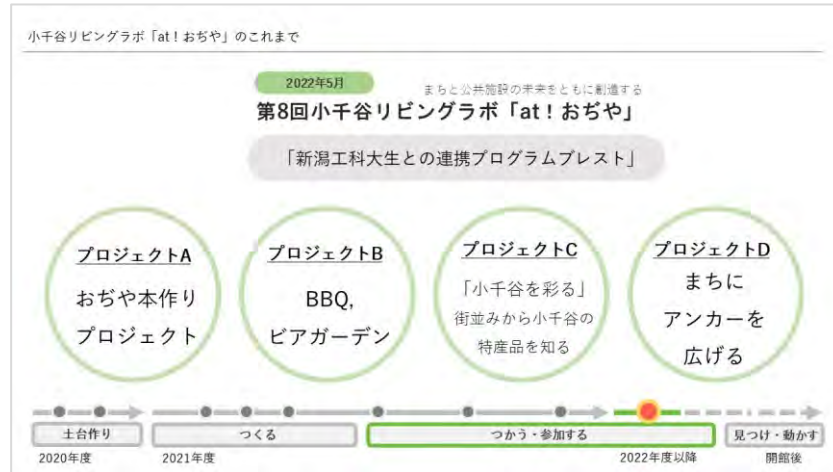 小千谷リビングラボ「at！おぢや」のこれまで
2022年5月
まちと公共施設の未来をともに創造する
第8回小千谷リビングラボ「at！おぢや」
「新潟工科大生との連携プログラムブレスト」
プロジェクトA
おぢや本作り
プロジェクト
プロジェクトB
BBQ,
ビアガーデン
プロジェクトC
「小千谷を彩る」
街並みから小千谷の
特産品を知る
プロジェクトD
まちに
アンカーを
広げる
土台作り
つくる
つかう・参加する
見つけ・動かす
2020年度
2021年度
2022年度以降
開館後